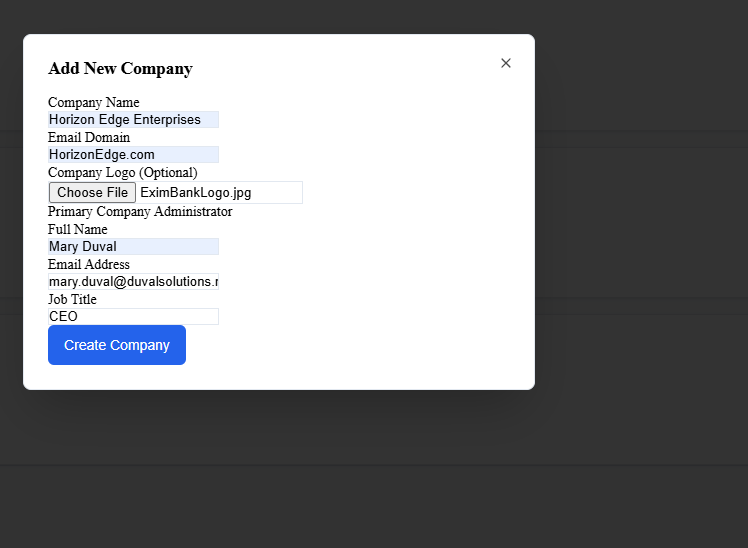 Add New Company
Company Name
Horizon Edge Enterprises
Email Domain
HorizonEdge.com
Company Logo (Optional)
Choose File EximBankLogo.jpg
Primary Company Administrator
Full Name
Mary Duval
Email Address
mary.duval@duvalsolutions.
Job Title
CEO
Create Company